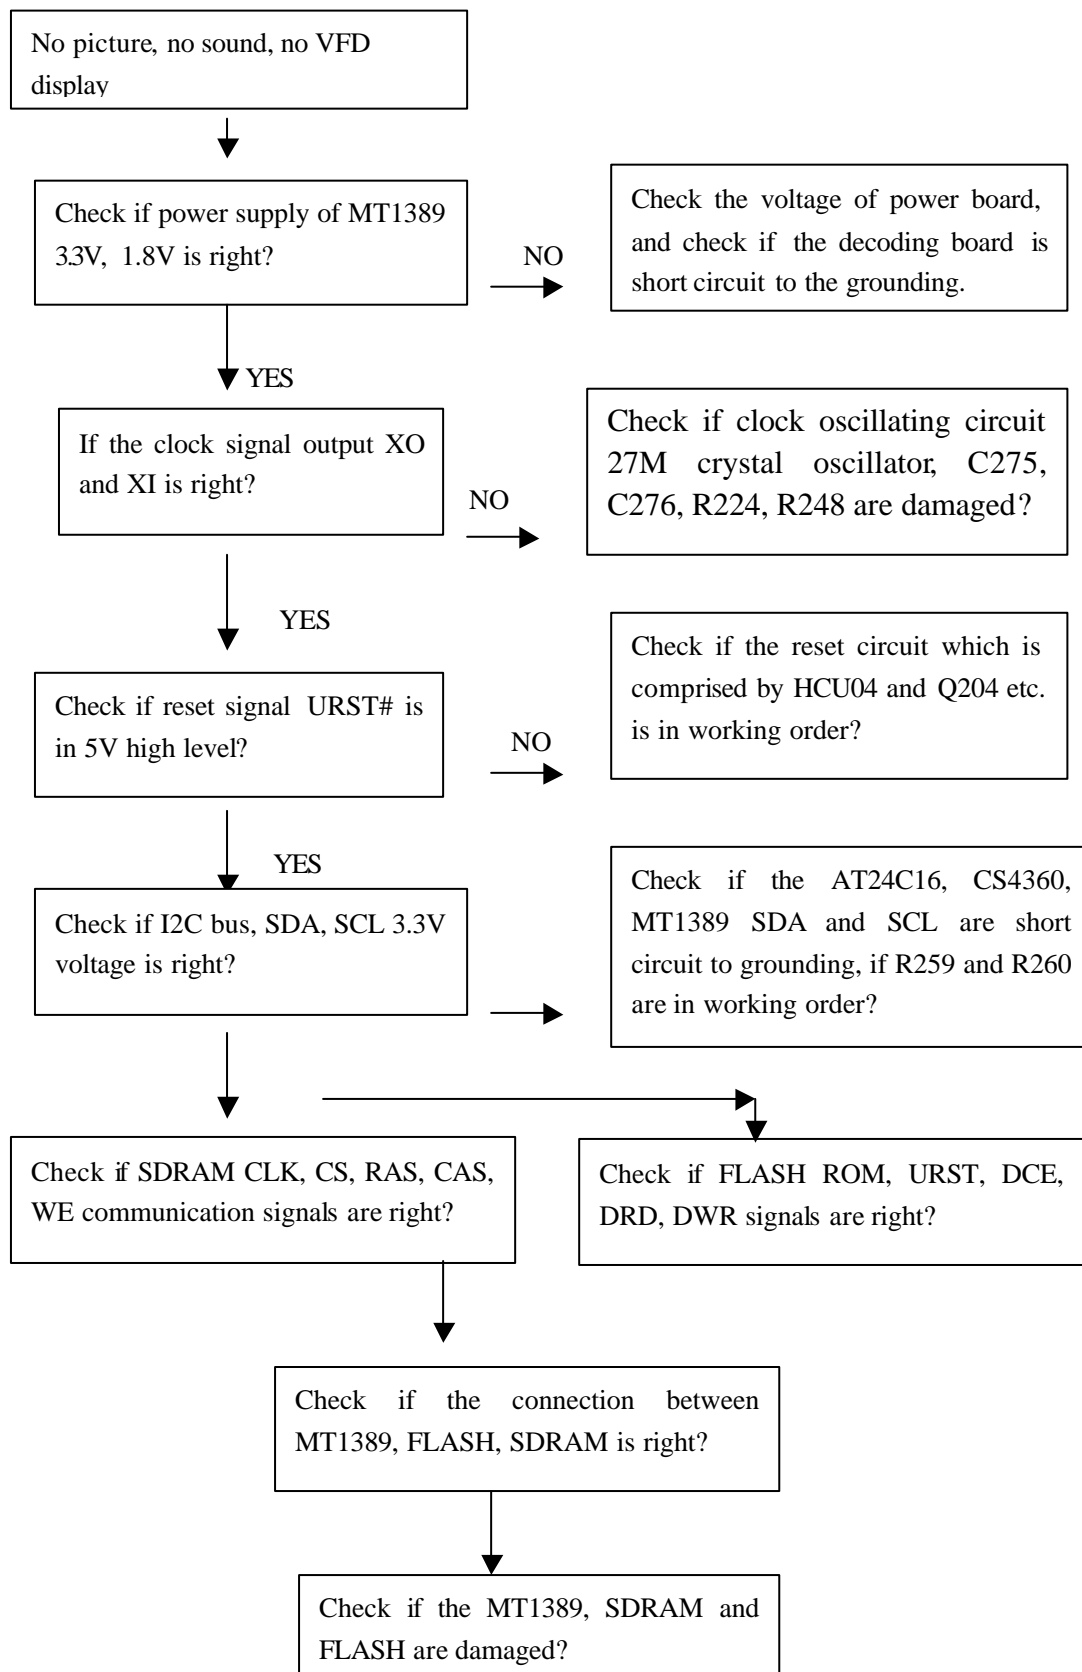 No picture, no sound, no VFD
display
Check if power supply of MT1389
3.3V, 1.8V is right?
NO
Check the voltage of power board,
and check if the decoding board is
short circuit to the grounding.
YES
If the clock signal output XO
and XI is right?
NO
Check if clock oscillating circuit
27M crystal oscillator, C275,
C276, R224, R248 are damaged?
YES
Check if reset signal URST# is
in 5V high level?
NO
Check if the reset circuit which is
comprised by HCU04 and Q204 etc.
is in working order?
YES
Check if I2C bus, SDA, SCL 3.3V
voltage is right?
Check if the AT24C16, CS4360,
MT1389 SDA and SCL are short
circuit to grounding, if R259 and R260
are in working order?
Check if SDRAM CLK, CS, RAS, CAS,
WE communication signals are right?
Check if FLASH ROM, URST, DCE,
DRD, DWR signals are right?
Check if the connection between
MT1389, FLASH, SDRAM is right?
Check if the MT1389, SDRAM and
FLASH are damaged?